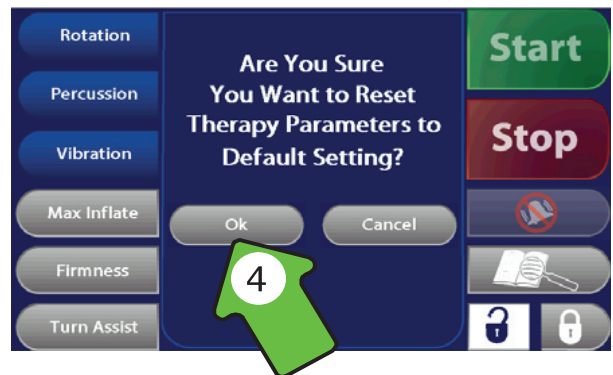 Rotation
Percussion
Vibration
Max Inflate
Firmness
Turn Assist
Are You Sure
You Want to Reset
Therapy Parameters to
Default Setting?
Ok
Cancel
4
Start
Stop